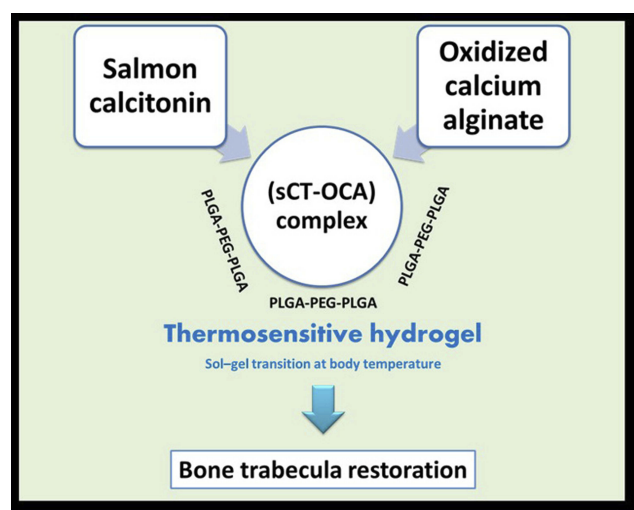 Salmon
calcitonin
Oxidized
calcium
alginate
(sCT-OCA)
complex
PLGA-PEG-PLGA
PLGA-PEG-PLGA
PLGA-PEG-PLGA
Thermosensitive hydrogel
Sol–gel transition at body temperature
Bone trabecula restoration